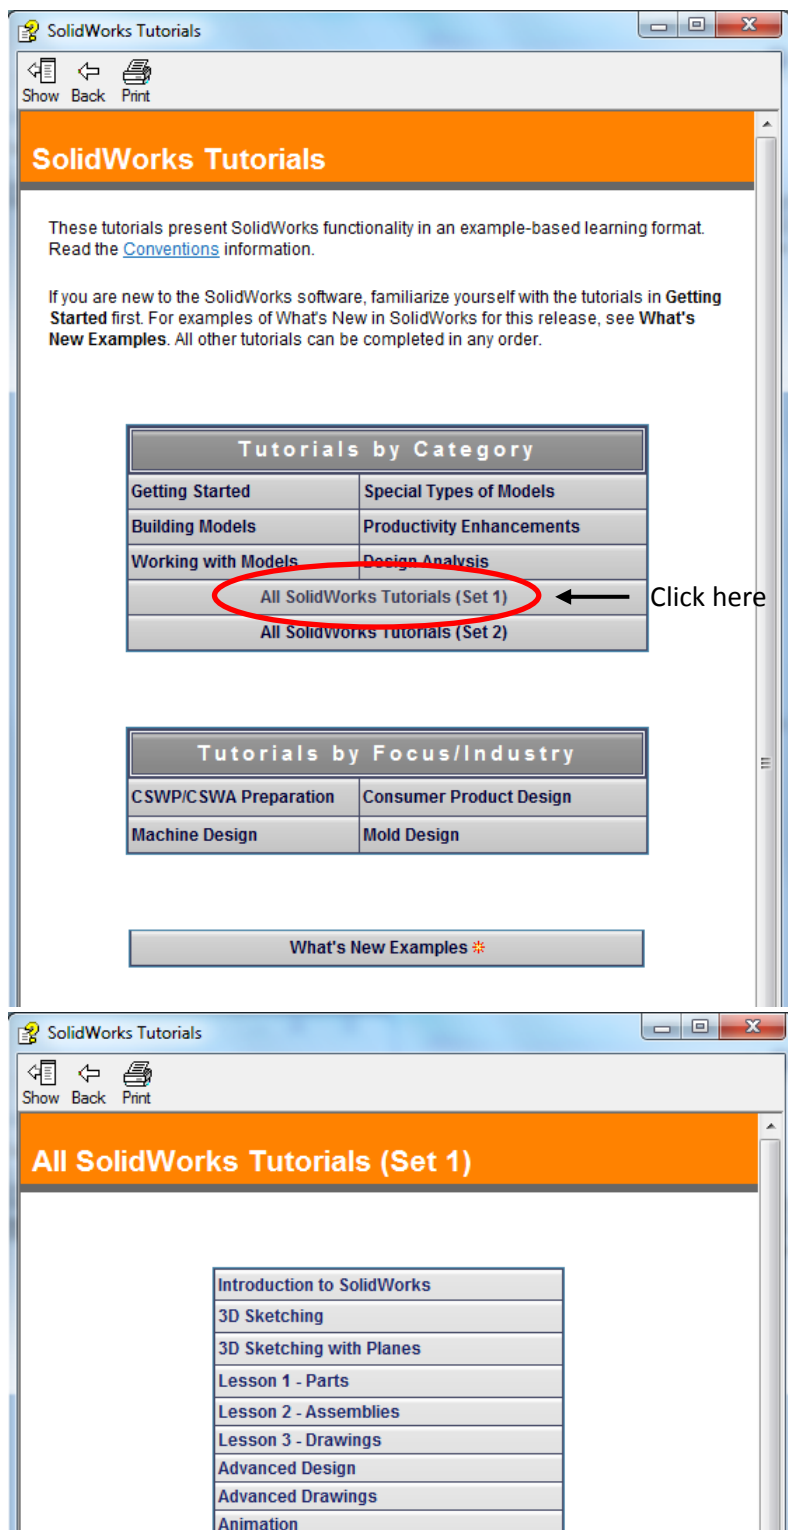 SolidWorks Tutorials
Show Back Print
SolidWorks Tutorials
These tutorials present SolidWorks functionality in an example-based learning format.
Read the Conventions information.
If you are new to the SolidWorks software, familiarize yourself with the tutorials in Getting
Started first. For examples of What's New in SolidWorks for this release, see What's
New Examples. All other tutorials can be completed in any order.
Tutorials by Category
Getting Started Special Types of Models
Building Models Productivity Enhancements
Working with Models Design Analysis
All SolidWorks Tutorials (Set 1) Click here
All SolidWorks Tutorials (Set 2)
Tutorials by Focus/Industry
CSWP/CSWA Preparation Consumer Product Design
Machine Design Mold Design
What's New Examples
SolidWorks Tutorials
Show Back Print
All SolidWorks Tutorials (Set 1)
Introduction to SolidWorks
3D Sketching
3D Sketching with Planes
Lesson 1 - Parts
Lesson 2 - Assemblies
Lesson 3 - Drawings
Advanced Design
Advanced Drawings
Animation